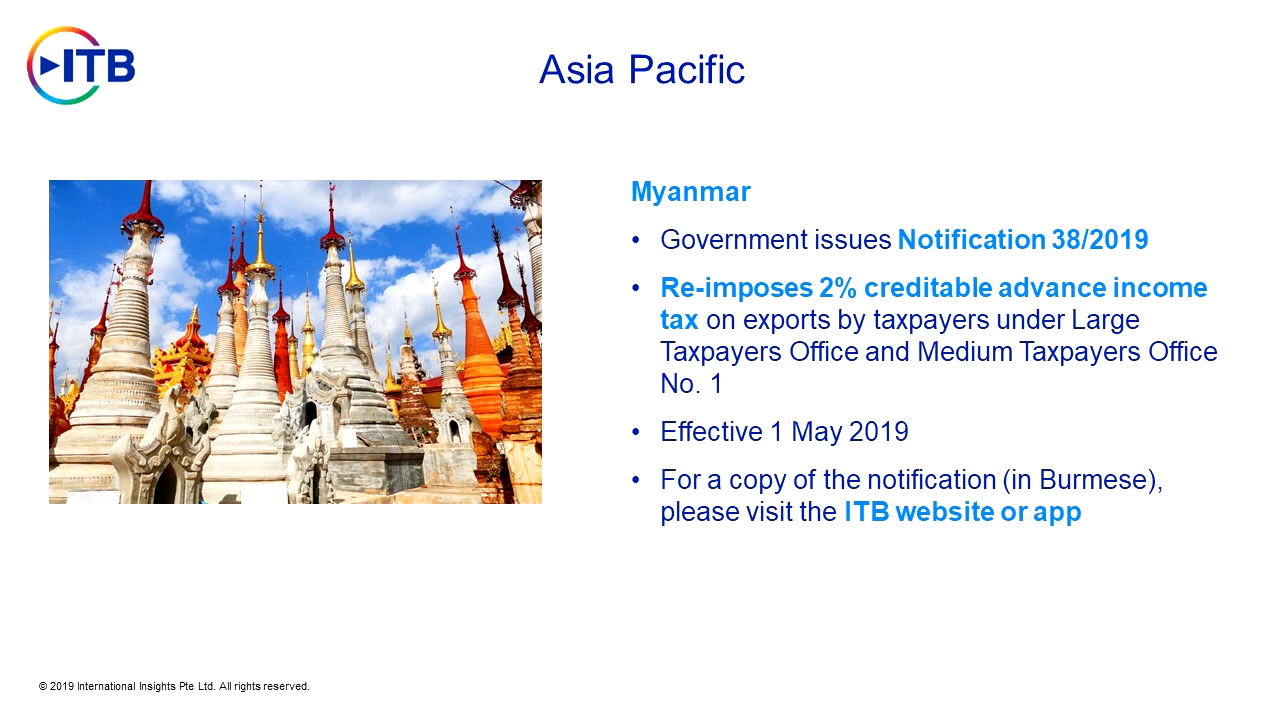 ITB
Asia Pacific
Myanmar
• Government issues Notification 38/2019
• Re-imposes 2% creditable advance income
tax on exports by taxpayers under Large
Taxpayers Office and Medium Taxpayers Office
No. 1
• Effective 1 May 2019
• For a copy of the notification (in Burmese),
please visit the ITB website or app
© 2019 International Insights Pte Ltd. All rights reserved.